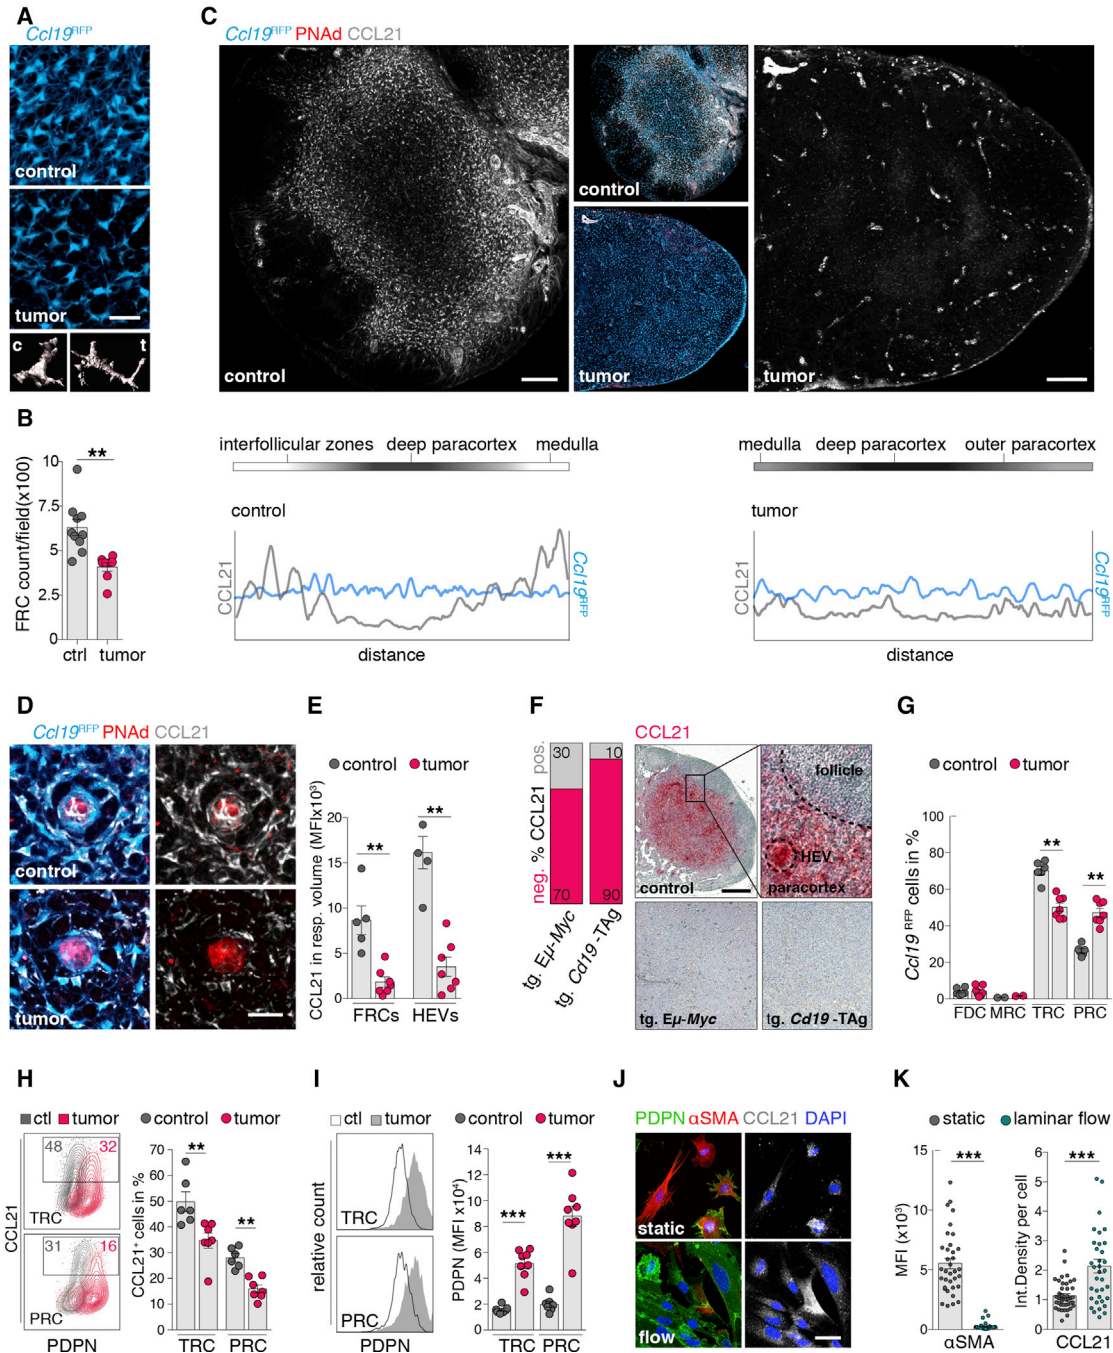 A
Ccl19RFP
control
tumor
c
t
B
FRC count/field(x100)
10
7.5
5
2.5
0
**
ctrl
tumor
C
Ccl19RFP PNAd CCL21
control
control
tumor
tumor
interfollicular zones
deep paracortex
medulla
control
CCL21
Ccl19RFP
distance
medulla
deep paracortex
outer paracortex
tumor
CCL21
Ccl19RFP
distance
D
Ccl19RFP PNAd CCL21
control
tumor
E
control
tumor
CCL21 in resp. volume (MFIx10³)
20
15
10
5
0
**
**
FRCs
HEVs
F
neg. % CCL21 pos.
30
10
70
90
tg. Eμ-Myc
tg. Cd19 -TAg
CCL21
control
follicle
HEV
paracortex
tg. Eμ-Myc
tg. Cd19 -TAg
G
control
tumor
Ccl19 RFP cells in %
100
80
60
40
20
0
**
**
FDC
MRC
TRC
PRC
H
ctl
tumor
CCL21
48
32
TRC
31
16
PRC
PDPN
control
tumor
CCL21⁺ cells in %
70
60
50
40
30
20
10
0
**
**
TRC
PRC
I
ctl
tumor
relative count
TRC
PRC
PDPN
control
tumor
PDPN (MFI x10⁴)
14
12
10
8
6
4
2
0
***
***
TRC
PRC
J
PDPN αSMA CCL21 DAPI
static
flow
K
static
laminar flow
MFI (x10³)
15
10
5
0
***
αSMA
Int.Density per cell
6
5
4
3
2
1
0
***
CCL21